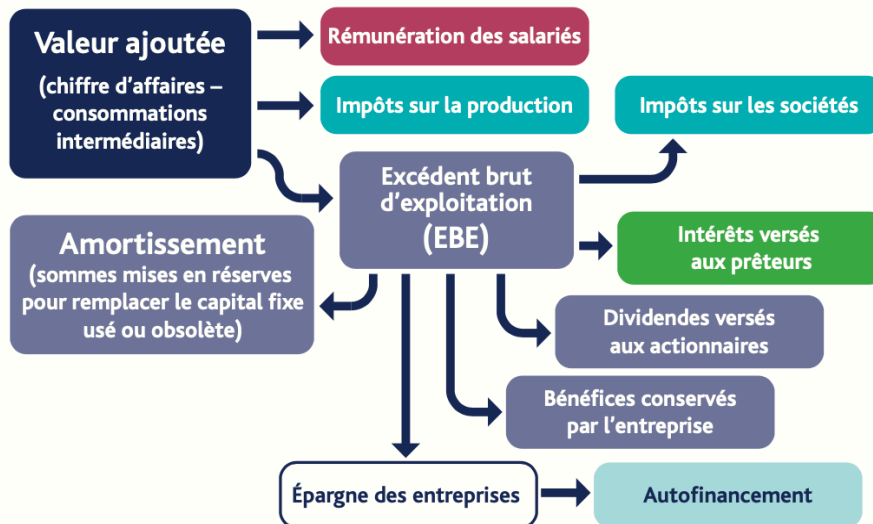 Valeur ajoutée
(chiffre d'affaires –
consommations
intermédiaires)
Rémunération des salariés
Impôts sur la production
Impôts sur les sociétés
Excédent brut
d'exploitation
(EBE)
Amortissement
(sommes mises en réserves
pour remplacer le capital fixe
usé ou obsolète)
Intérêts versés
aux prêteurs
Dividendes versés
aux actionnaires
Bénéfices conservés
par l'entreprise
Épargne des entreprises
Autofinancement